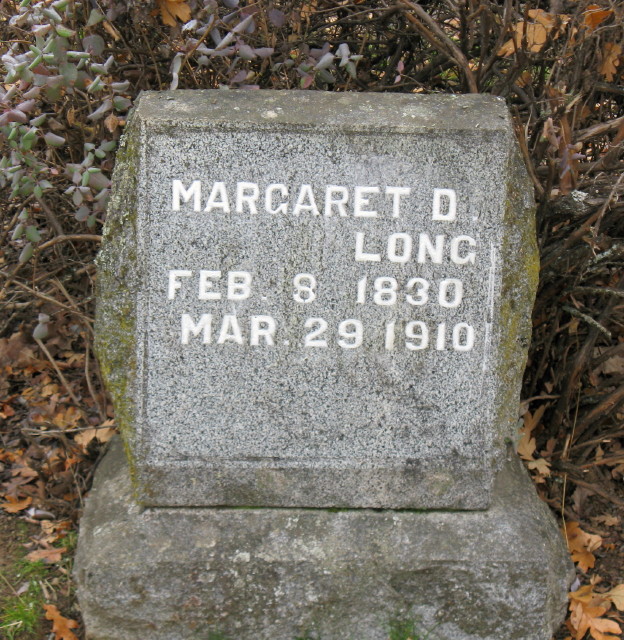 MARGARET D.
LONG
FEB. 8 1830
MAR. 29 1910